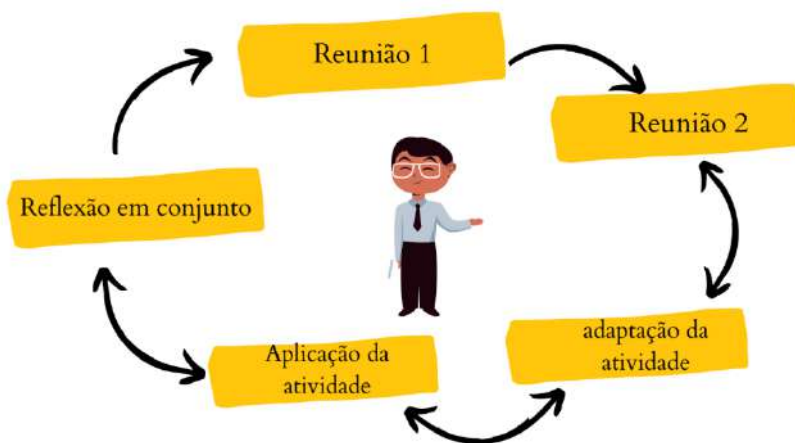 Reunião 1
Reunião 2
Reflexão em conjunto
Aplicação da
atividade
adaptação da
atividade